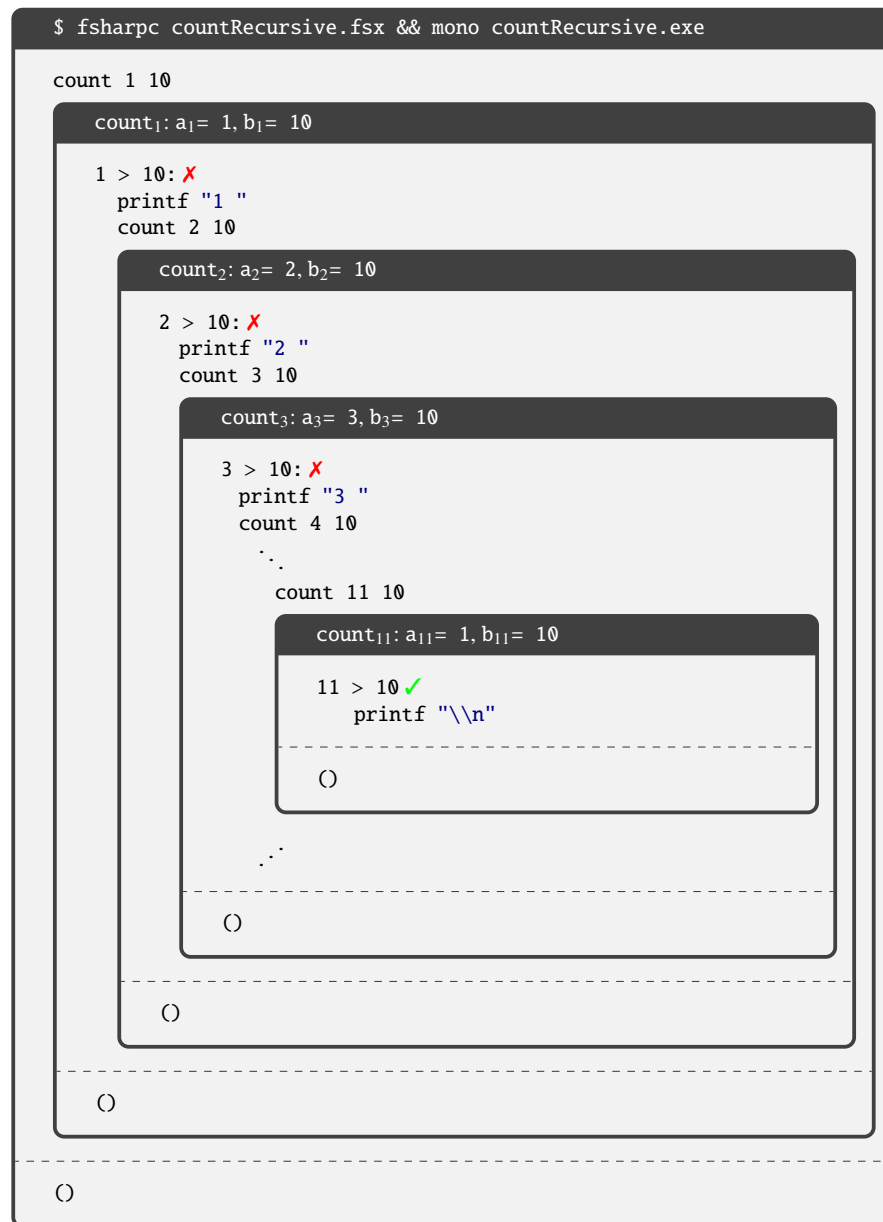 $ fsharpc countRecursive.fsx && mono countRecursive.exe
count 1 10
count₁: a₁= 1, b₁= 10
1 > 10: ✗
printf "1 "
count 2 10
count₂: a₂= 2, b₂= 10
2 > 10: ✗
printf "2 "
count 3 10
count₃: a₃= 3, b₃= 10
3 > 10: ✗
printf "3 "
count 4 10
⋱
count 11 10
count₁₁: a₁₁= 1, b₁₁= 10
11 > 10 ✓
printf "\\n"
()
⋰
()
()
()
()